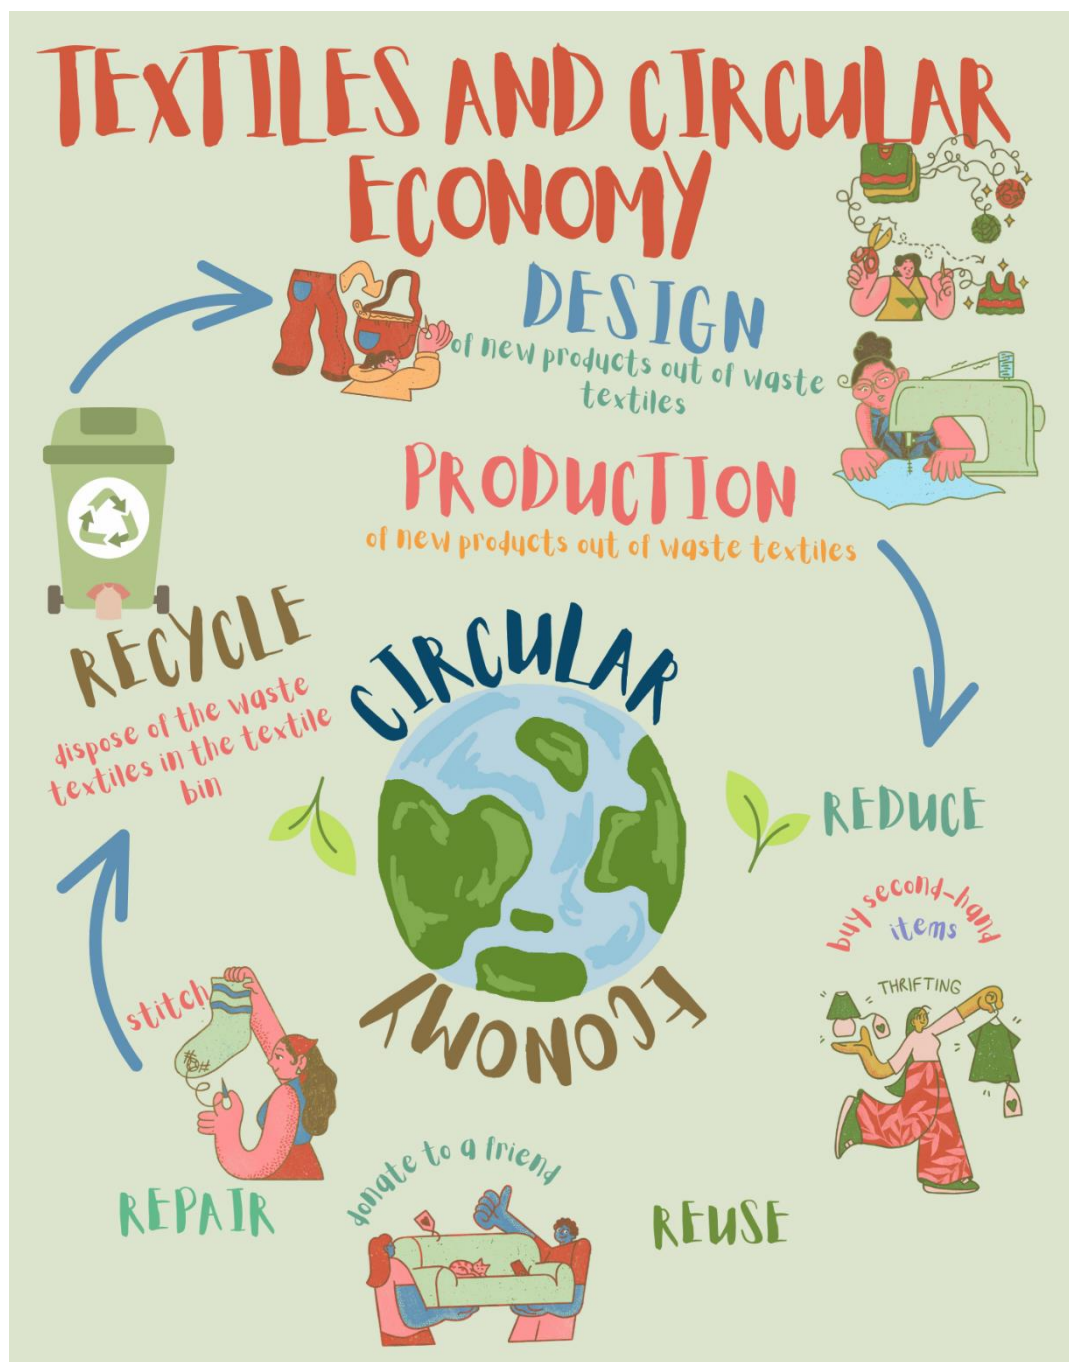 TEXTILES AND CIRCULAR
ECONOMY
DESIGN
of new products out of waste
textiles
PRODUCTION
of new products out of waste textiles
RECYCLE
dispose of the waste
textiles in the textile
bin
CIRCULAR
ECONOMY
REDUCE
buy second-hand
items
THRIFTING
stitch
REPAIR
donate to a friend
REUSE